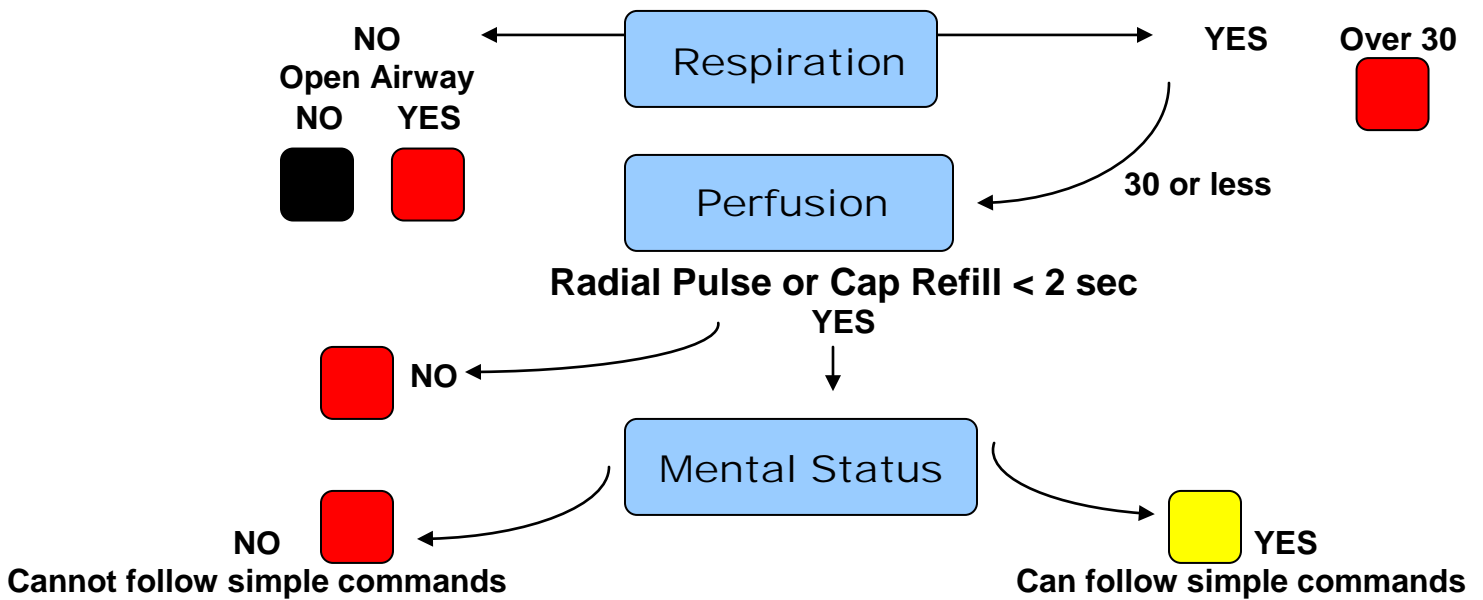 NO
Open Airway
NO YES
Respiration
YES
Over 30
30 or less
Perfusion
Radial Pulse or Cap Refill < 2 sec
YES
NO
Mental Status
NO
Cannot follow simple commands
YES
Can follow simple commands